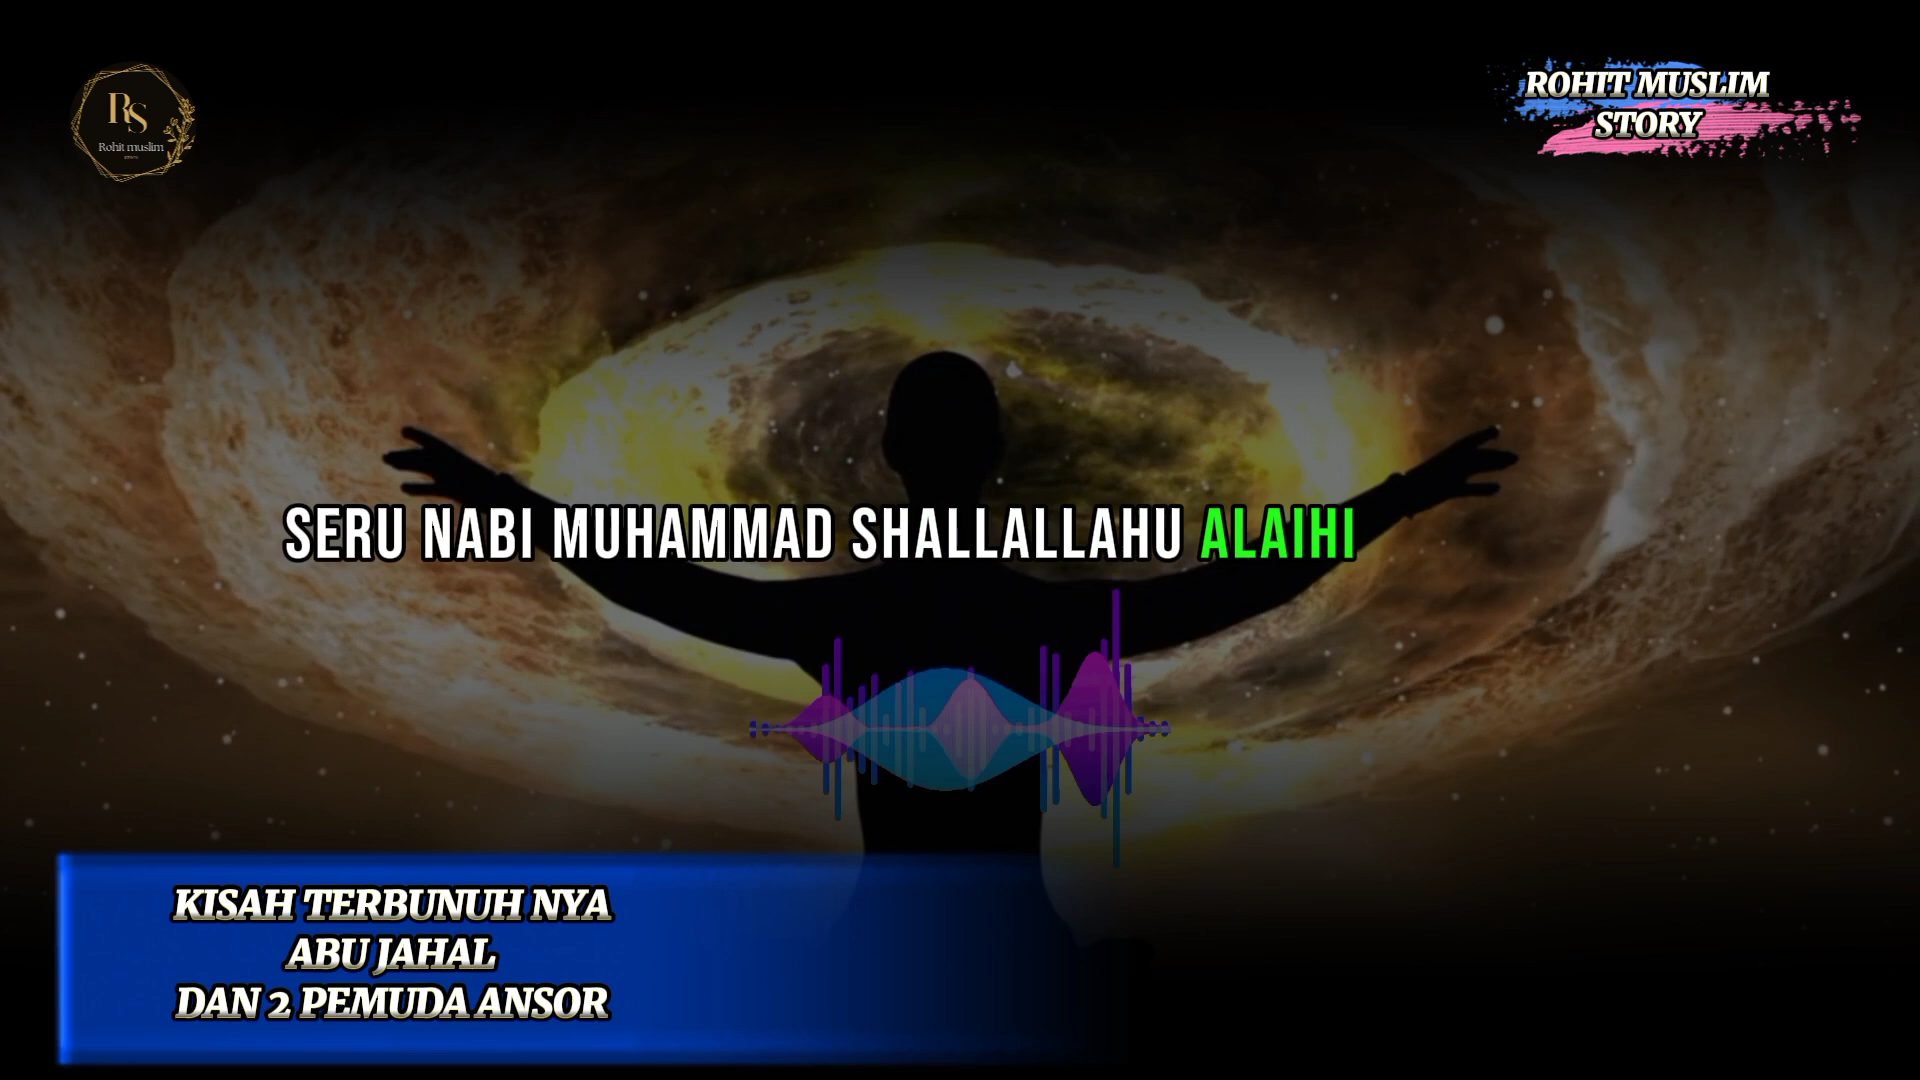 RS
Rohit muslim
ROHIT MUSLIM
STORY
SERU NABI MUHAMMAD SHALLALLAHU ALAIHI
KISAH TERBUNUH NYA
ABU JAHAL
DAN 2 PEMUDA ANSOR